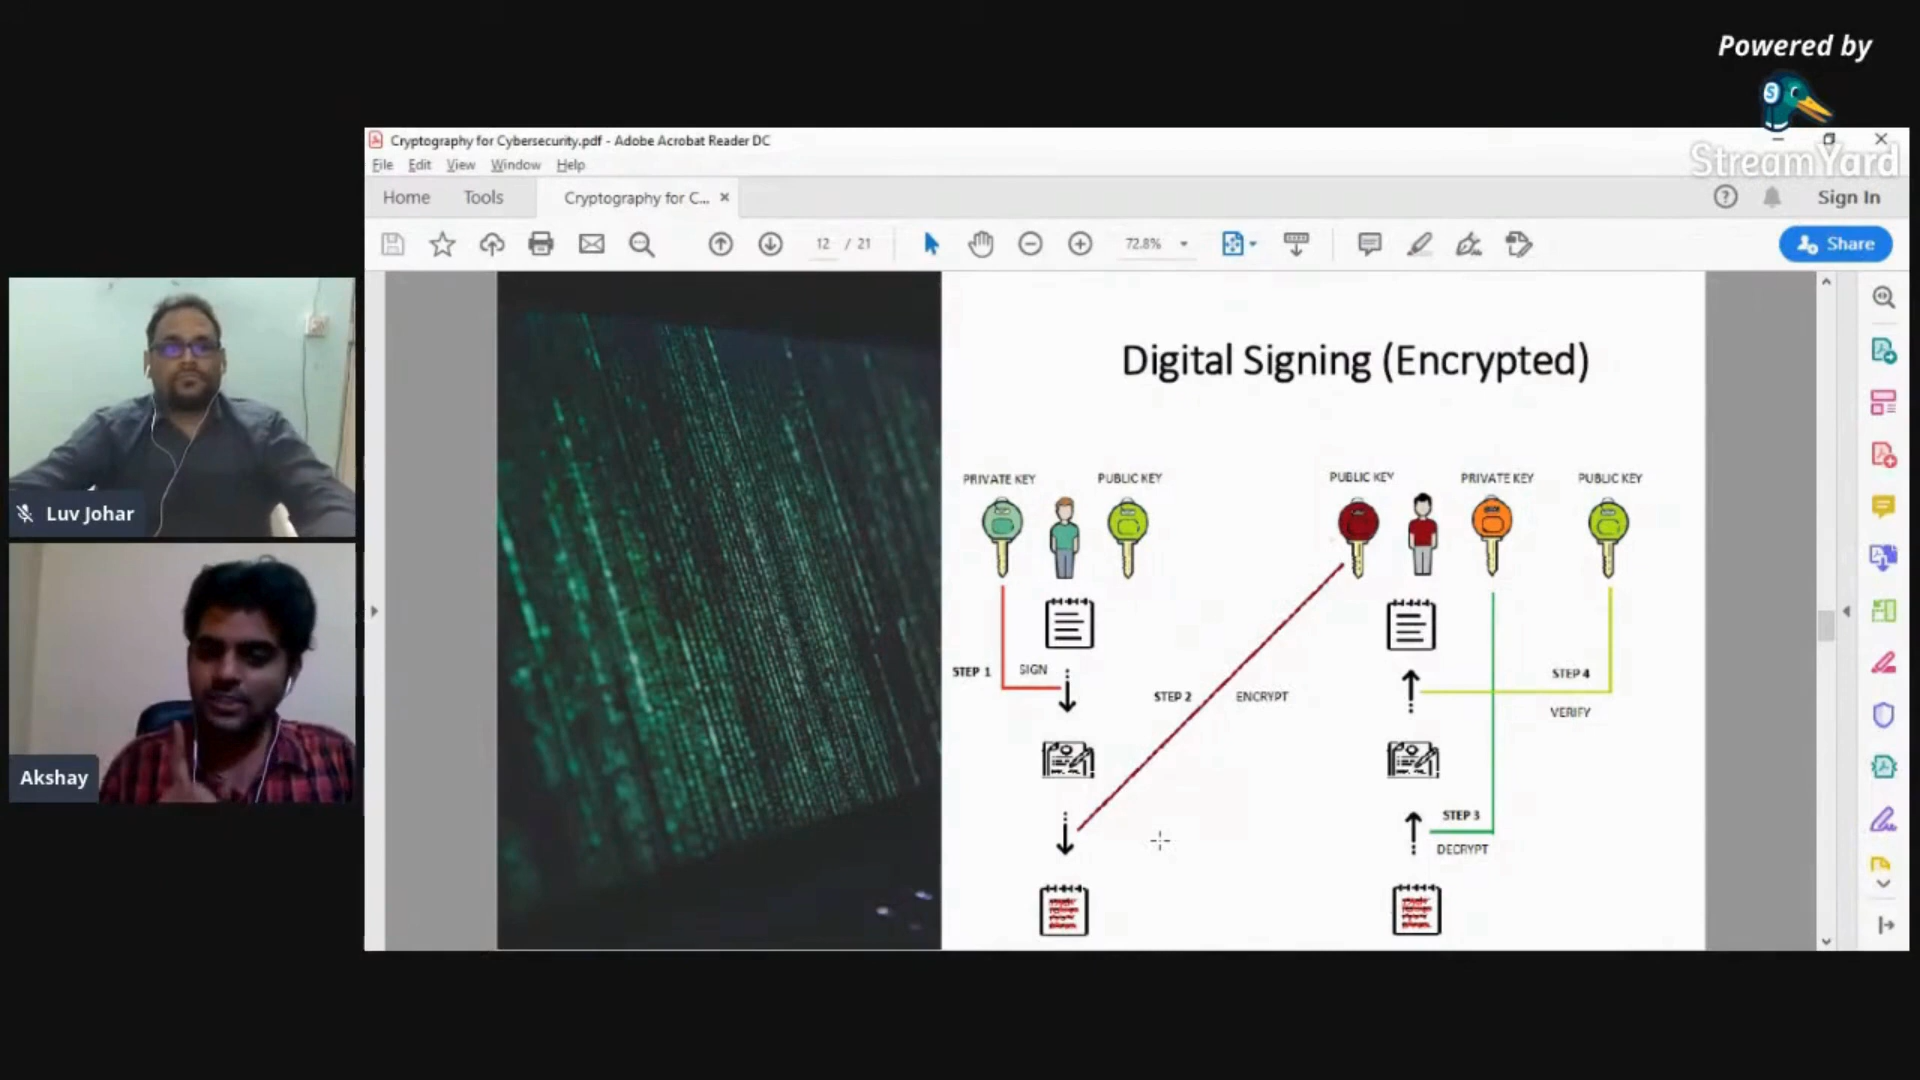 Powered by
StreamYard
Cryptography for Cybersecurity.pdf - Adobe Acrobat Reader DC
File Edit View Window Help
Home Tools Cryptography for C... × Sign In
12 / 21 72.8% Share
Digital Signing (Encrypted)
PRIVATE KEY PUBLIC KEY PUBLIC KEY PRIVATE KEY PUBLIC KEY
STEP 1 SIGN
STEP 2 ENCRYPT
STEP 4
VERIFY
STEP 3
DECRYPT
Luv Johar
Akshay